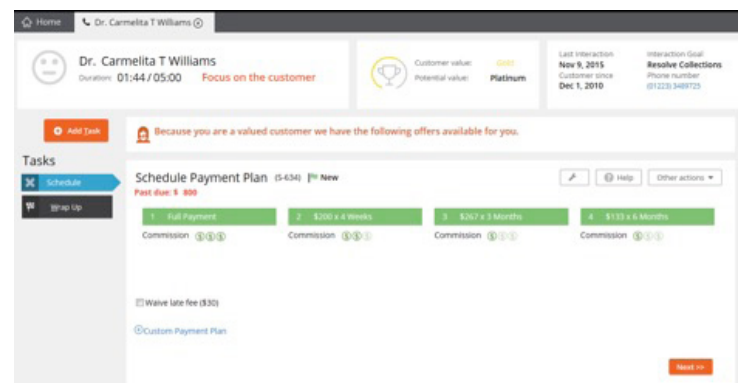 Home
Dr. Carmelita T Williams
Dr. Carmelita T Williams
Duration: 01:44 / 05:00 Focus on the customer
Customer value: Gold
Potential value: Platinum
Last Interaction
Nov 9, 2015
Customer since
Dec 1, 2010
Interaction Goal
Resolve Collections
Phone number
(01223) 3489725
Add Task
Because you are a valued customer we have the following offers available for you.
Tasks
Schedule
Wrap Up
Schedule Payment Plan (S-634) New
Past due: $ 800
Help
Other actions
1 Full Payment
2 $200 x 4 Weeks
3 $267 x 3 Months
4 $133 x 6 Months
Commission $$$
Commission $$$
Commission $$$
Commission $$$
Waive late fee ($30)
Custom Payment Plan
Next >>